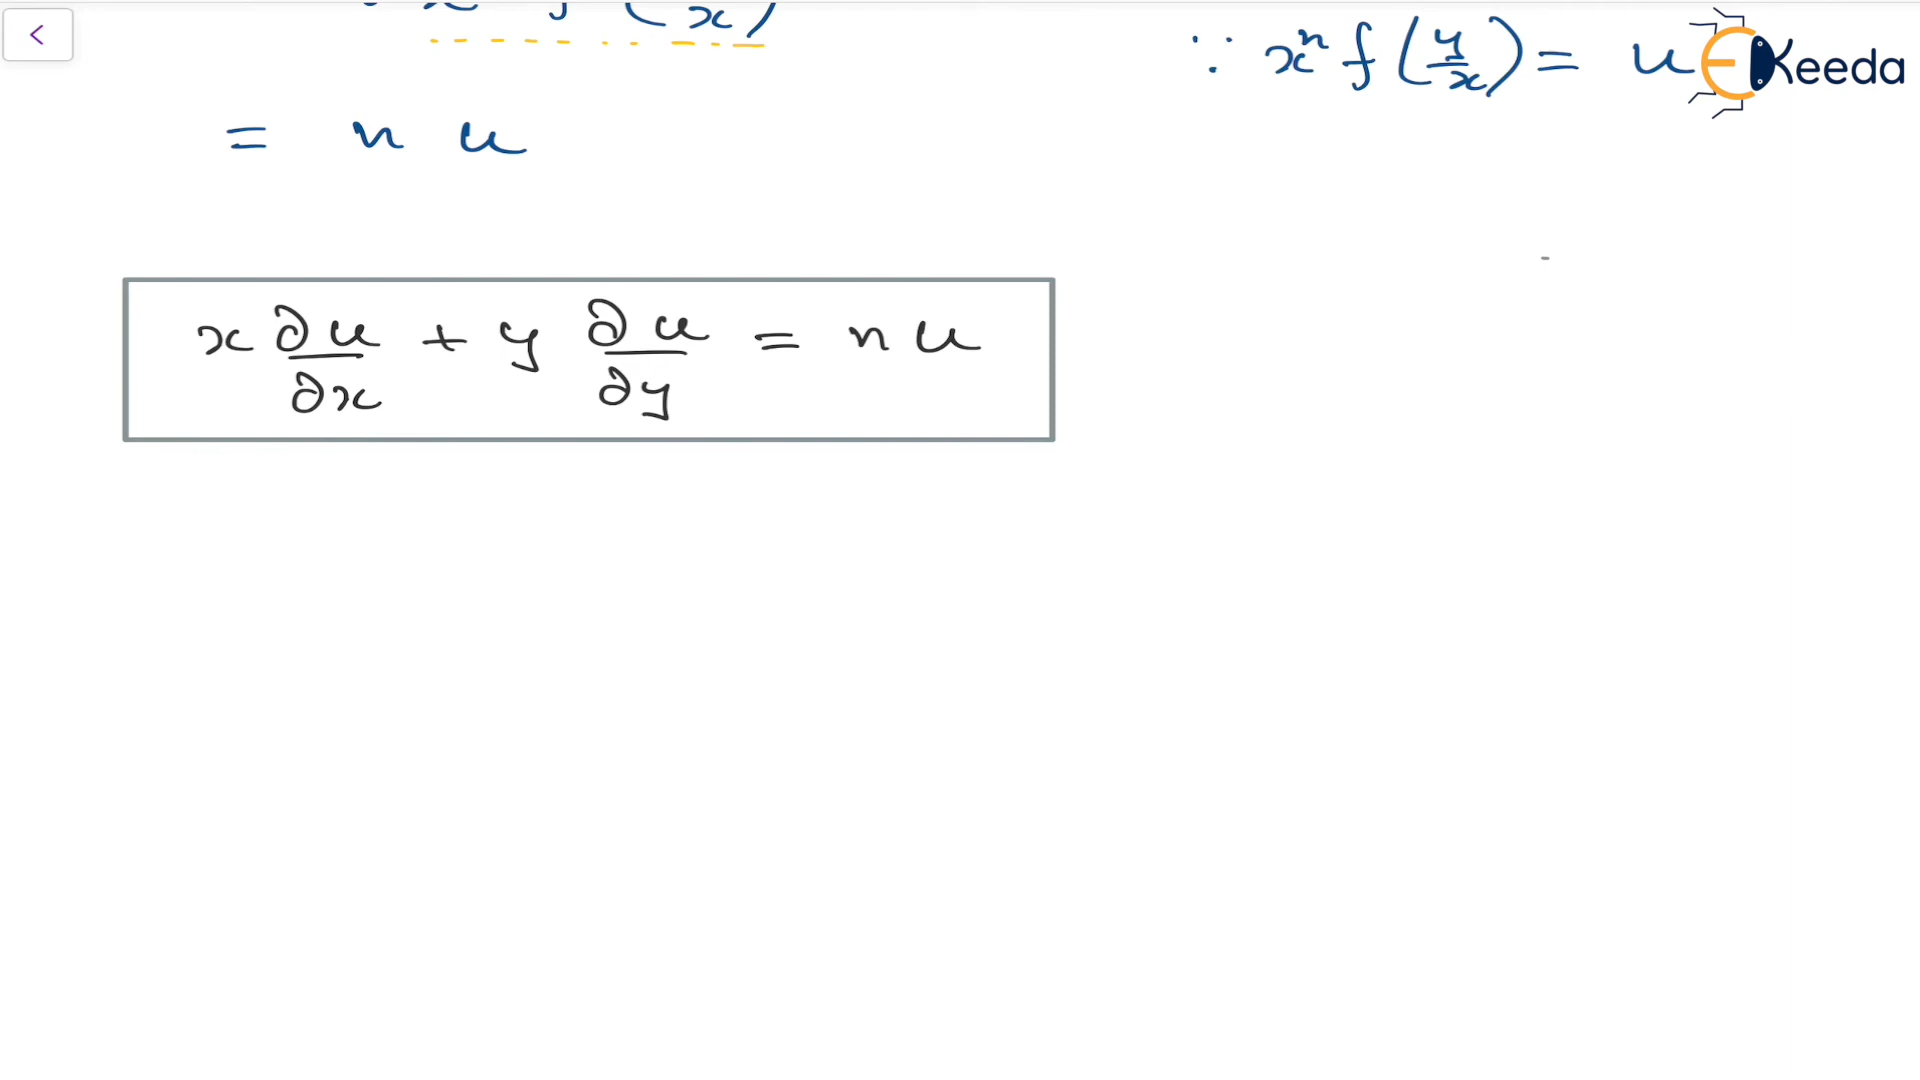 ∵ xⁿ f(y/x) = u
EKeeda
= n u
x ∂u/∂x + y ∂u/∂y = n u